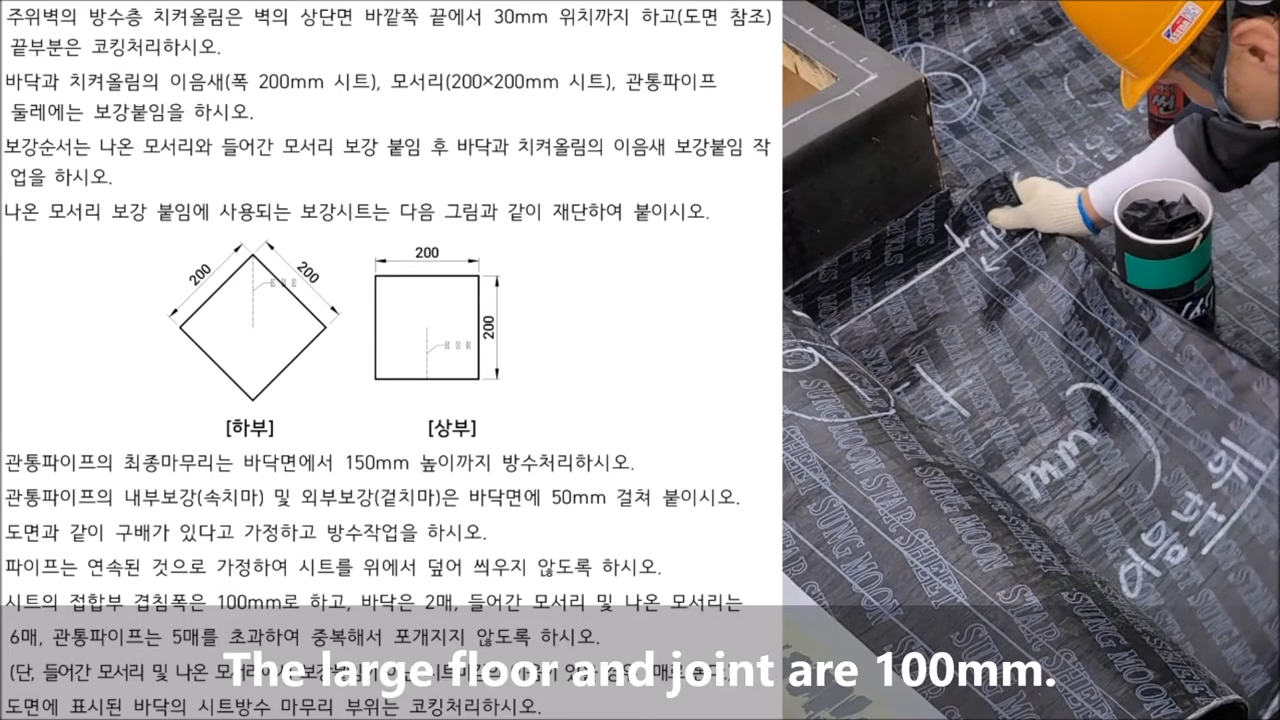 주위벽의 방수층 치켜올림은 벽의 상단면 바깥쪽 끝에서 30mm 위치까지 하고(도면 참조)
끝부분은 코킹처리하시오.
바닥과 치켜올림의 이음새(폭 200mm 시트), 모서리(200×200mm 시트), 관통파이프
둘레에는 보강붙임을 하시오.
보강순서는 나온 모서리와 들어간 모서리 보강 붙임 후 바닥과 치켜올림의 이음새 보강붙임 작
업을 하시오.
나온 모서리 보강 붙임에 사용되는 보강시트는 다음 그림과 같이 재단하여 붙이시오.
200 200 200
200
[하부] [상부]
관통파이프의 최종마무리는 바닥면에서 150mm 높이까지 방수처리하시오.
관통파이프의 내부보강(속치마) 및 외부보강(겉치마)은 바닥면에 50mm 걸쳐 붙이시오.
도면과 같이 구배가 있다고 가정하고 방수작업을 하시오.
파이프는 연속된 것으로 가정하여 시트를 위에서 덮어 씌우지 않도록 하시오.
시트의 접합부 겹침폭은 100mm로 하고, 바닥은 2매, 들어간 모서리 및 나온 모서리는
6매, 관통파이프는 5매를 초과하여 중복해서 포개지지 않도록 하시오.
(단, 들어간 모서리 및 나온
도면에 표시된 바닥의 시트방수 마무리 부위는 코킹처리하시오.
The large floor and joint are 100mm.
SUNG MOON STAR SHEET
SUNG MOON STAR SHEET
이음부위